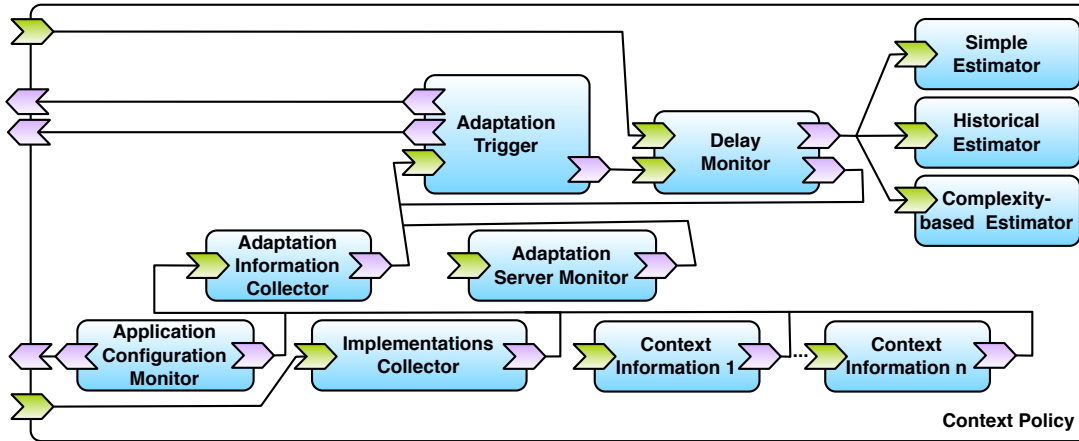 Simple
Estimator
Adaptation
Trigger
Delay
Monitor
Historical
Estimator
Complexity-
based Estimator
Adaptation
Information
Collector
Adaptation
Server Monitor
Application
Configuration
Monitor
Implementations
Collector
Context
Information 1
Context
Information n
Context Policy